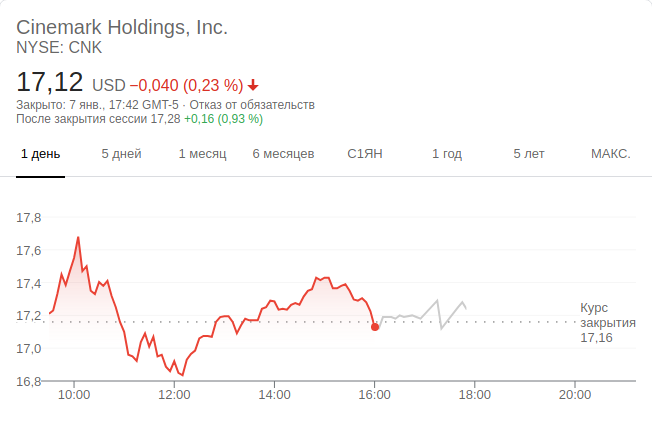 Cinemark Holdings, Inc.
NYSE: CNK
17,12 USD −0,040 (0,23 %)
Закрыто: 7 янв., 17:42 GMT-5 · Отказ от обязательств
После закрытия сессии 17,28 +0,16 (0,93 %)
1 день 5 дней 1 месяц 6 месяцев С1ЯН 1 год 5 лет МАКС.
17,8
17,6
17,4
17,2
17,0
16,8
Курс
закрытия
17,16
10:00 12:00 14:00 16:00 18:00 20:00